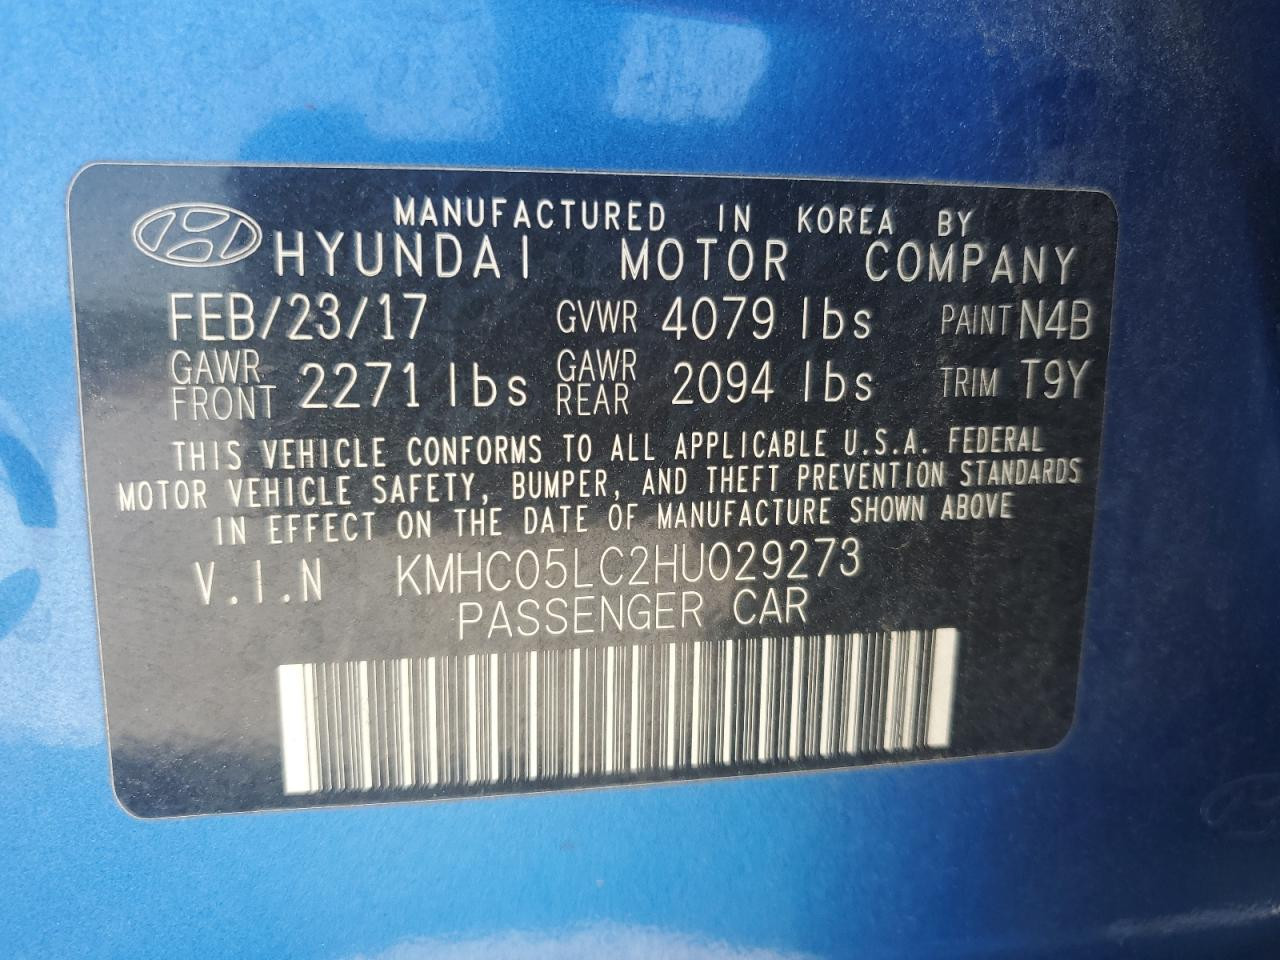 MANUFACTURED IN KOREA BY
HYUNDAI MOTOR COMPANY
FEB/23/17 GVWR 4079 lbs PAINT N4B
GAWR FRONT 2271 lbs GAWR REAR 2094 lbs TRIM T9Y
THIS VEHICLE CONFORMS TO ALL APPLICABLE U.S.A. FEDERAL
MOTOR VEHICLE SAFETY, BUMPER, AND THEFT PREVENTION STANDARDS
IN EFFECT ON THE DATE OF MANUFACTURE SHOWN ABOVE
V.I.N KMHC05LC2HU029273
PASSENGER CAR